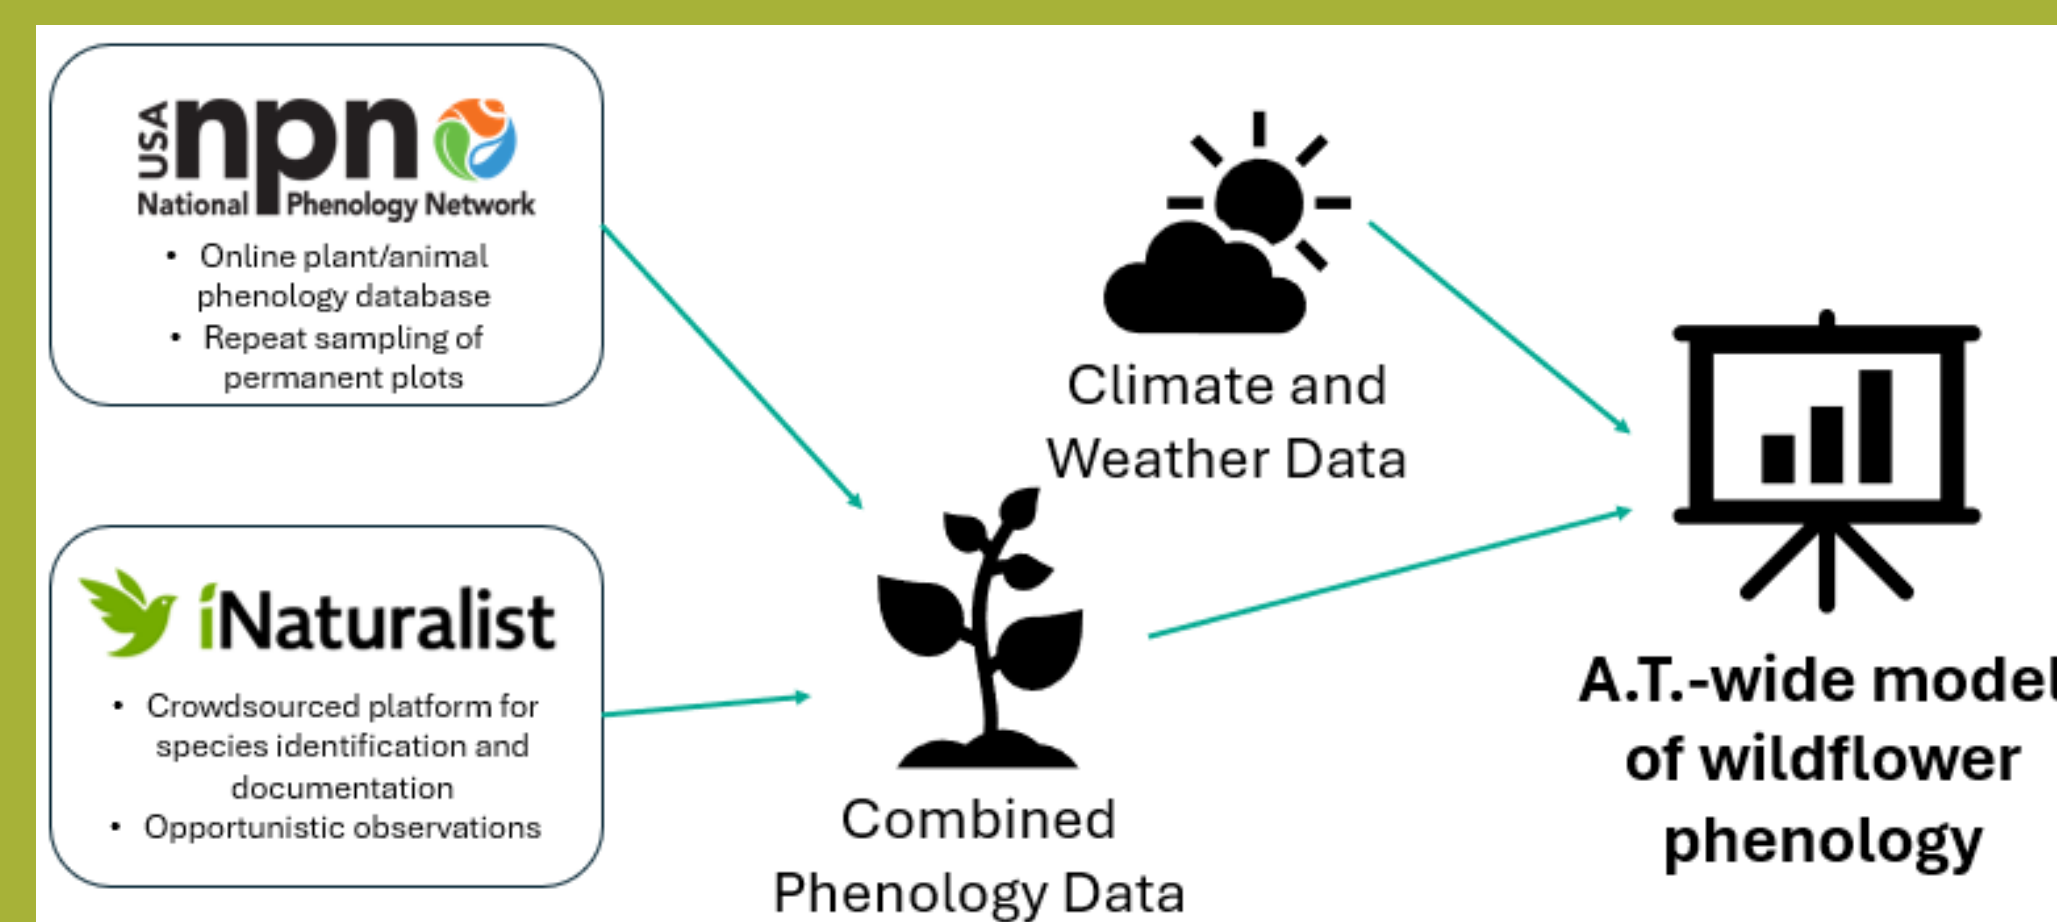 USA npn
National Phenology Network
• Online plant/animal
phenology database
• Repeat sampling of
permanent plots
iNaturalist
• Crowdsourced platform for
species identification and
documentation
• Opportunistic observations
Climate and
Weather Data
Combined
Phenology Data
A.T.-wide model
of wildflower
phenology